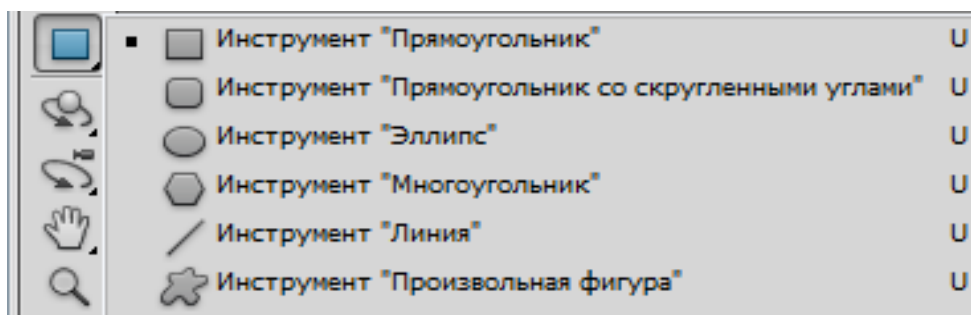 Инструмент "Прямоугольник" U
Инструмент "Прямоугольник со скругленными углами" U
Инструмент "Эллипс" U
Инструмент "Многоугольник" U
Инструмент "Линия" U
Инструмент "Произвольная фигура" U